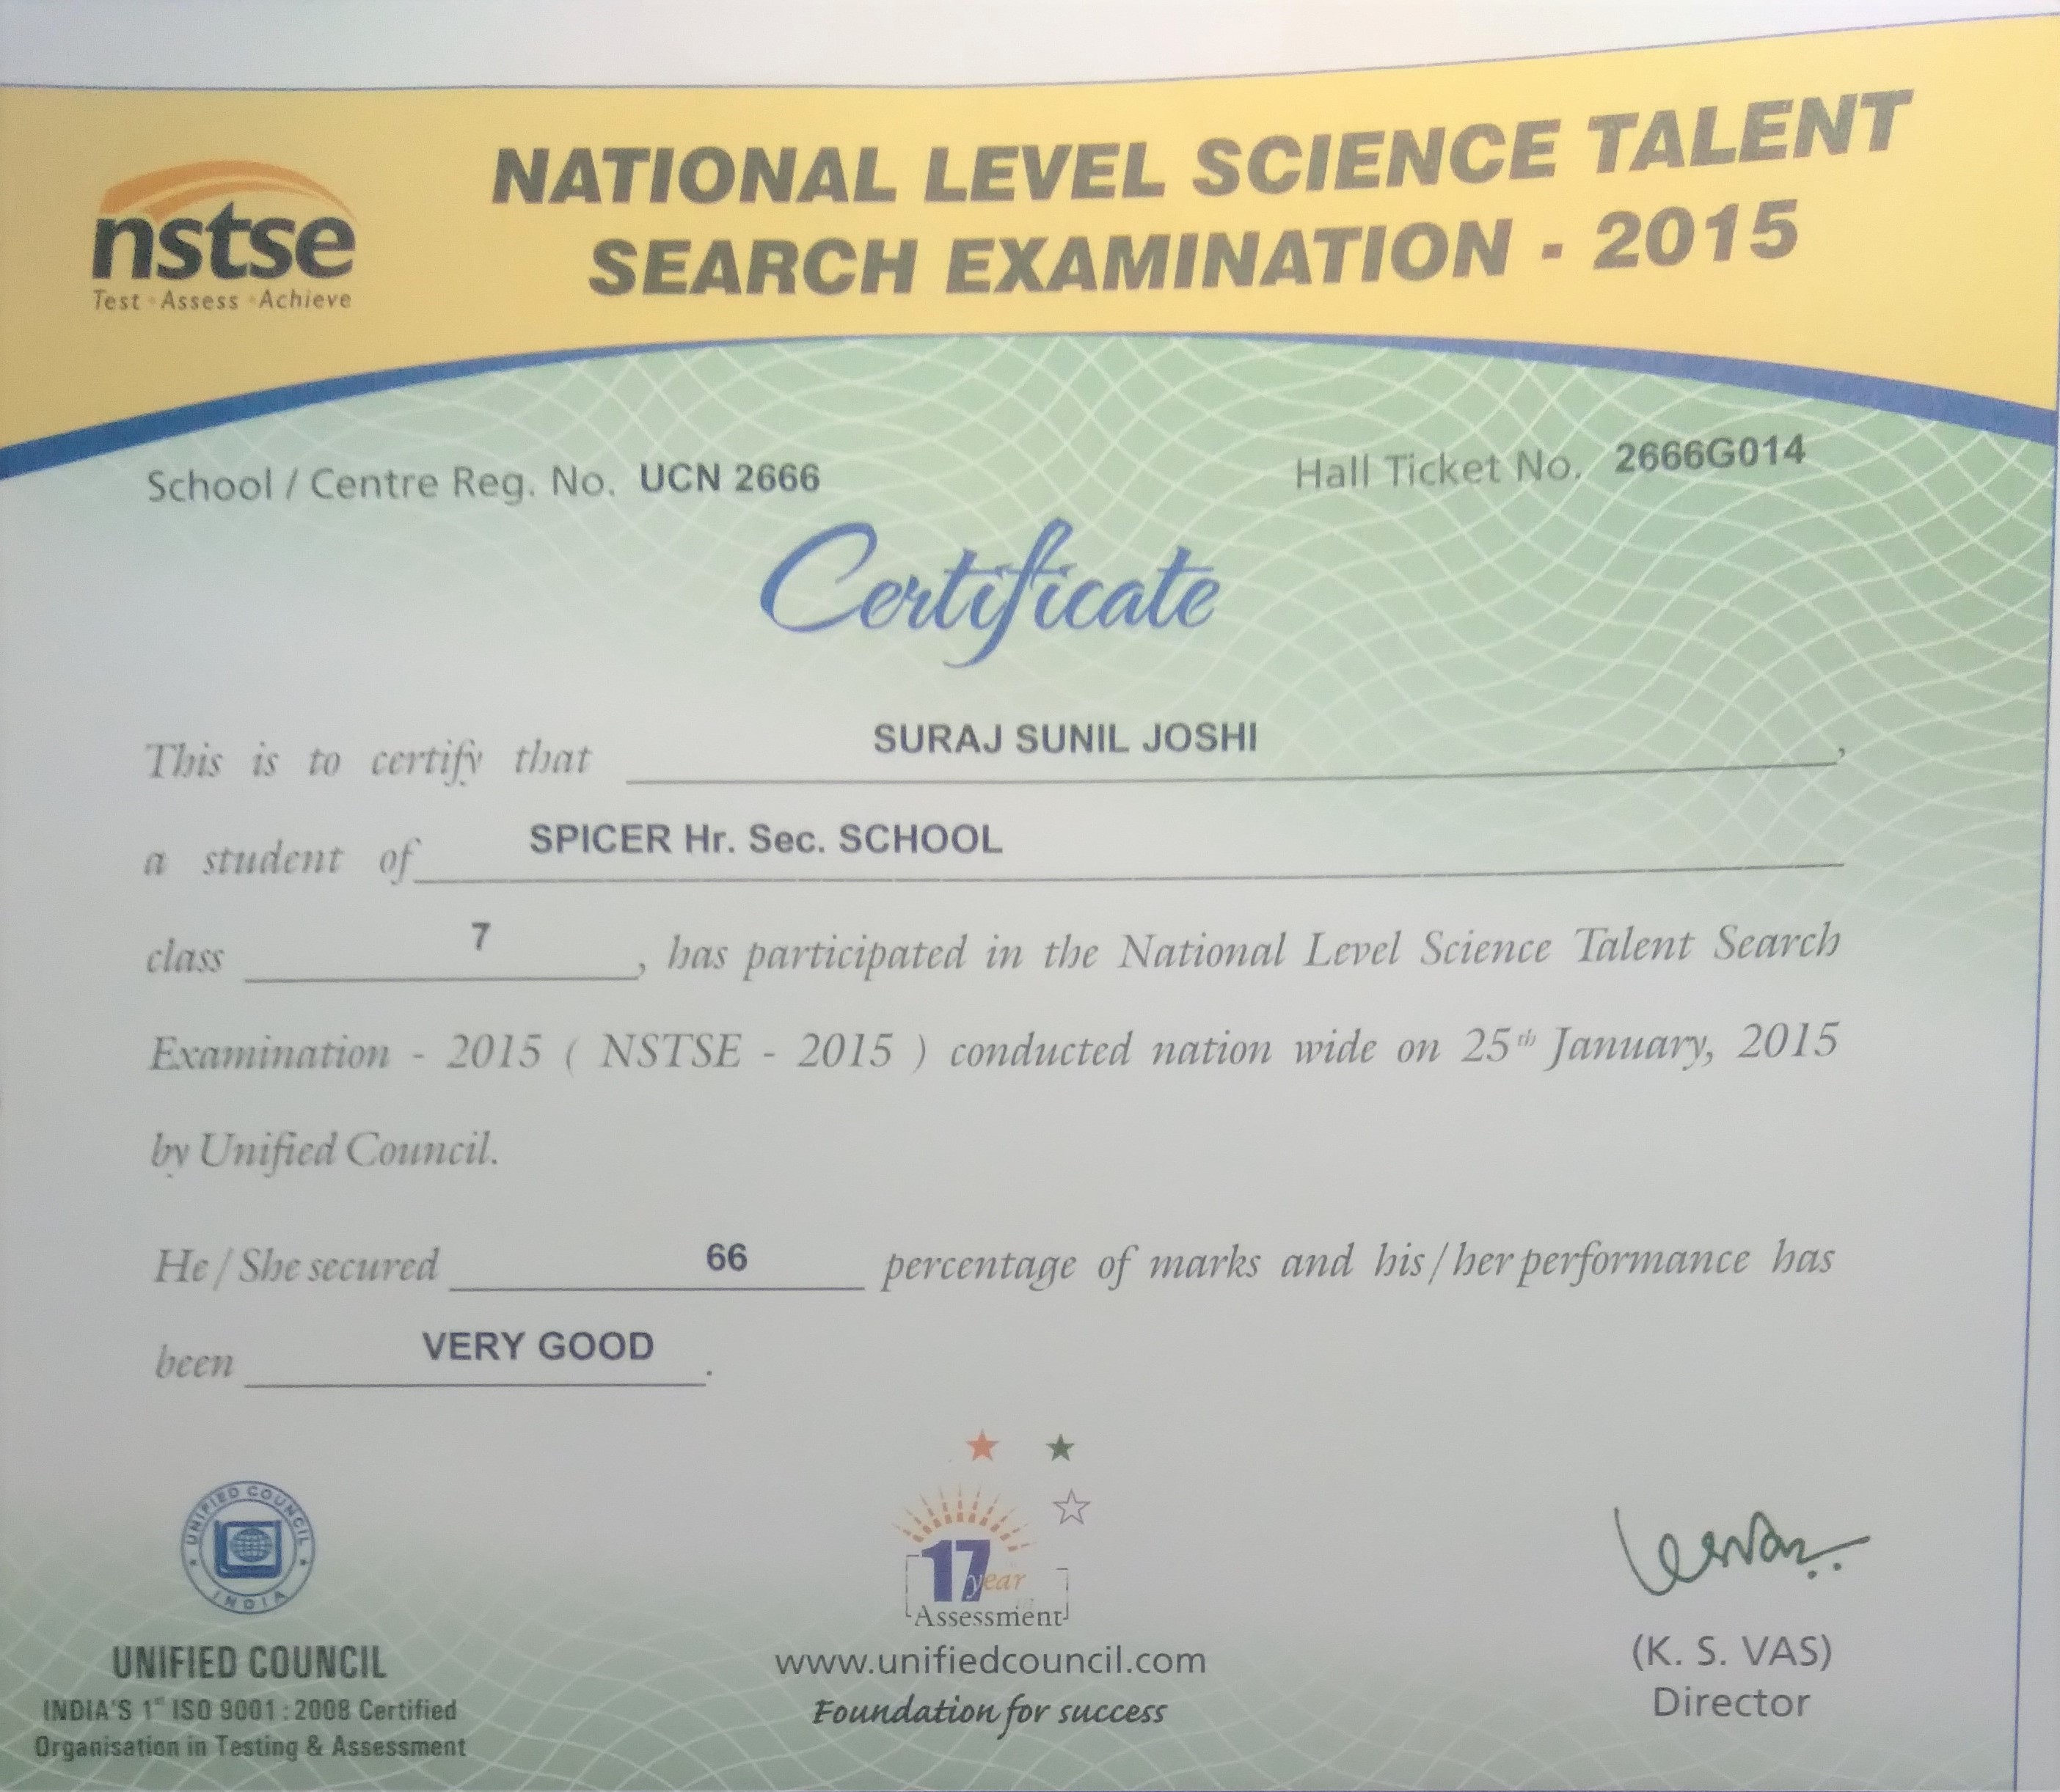 nstse
Test • Assess • Achieve
NATIONAL LEVEL SCIENCE TALENT
SEARCH EXAMINATION - 2015
School / Centre Reg. No. UCN 2666
Hall Ticket No. 2666G014
Certificate
This is to certify that SURAJ SUNIL JOSHI,
a student of SPICER Hr. Sec. SCHOOL
class 7, has participated in the National Level Science Talent Search
Examination - 2015 ( NSTSE - 2015 ) conducted nation wide on 25th January, 2015
by Unified Council.
He / She secured 66 percentage of marks and his / her performance has
been VERY GOOD.
UNIFIED COUNCIL
INDIA
UNIFIED COUNCIL
INDIA'S 1st ISO 9001 : 2008 Certified
Organisation in Testing & Assessment
17
year
Assessment
www.unifiedcouncil.com
Foundation for success
(K. S. VAS)
Director